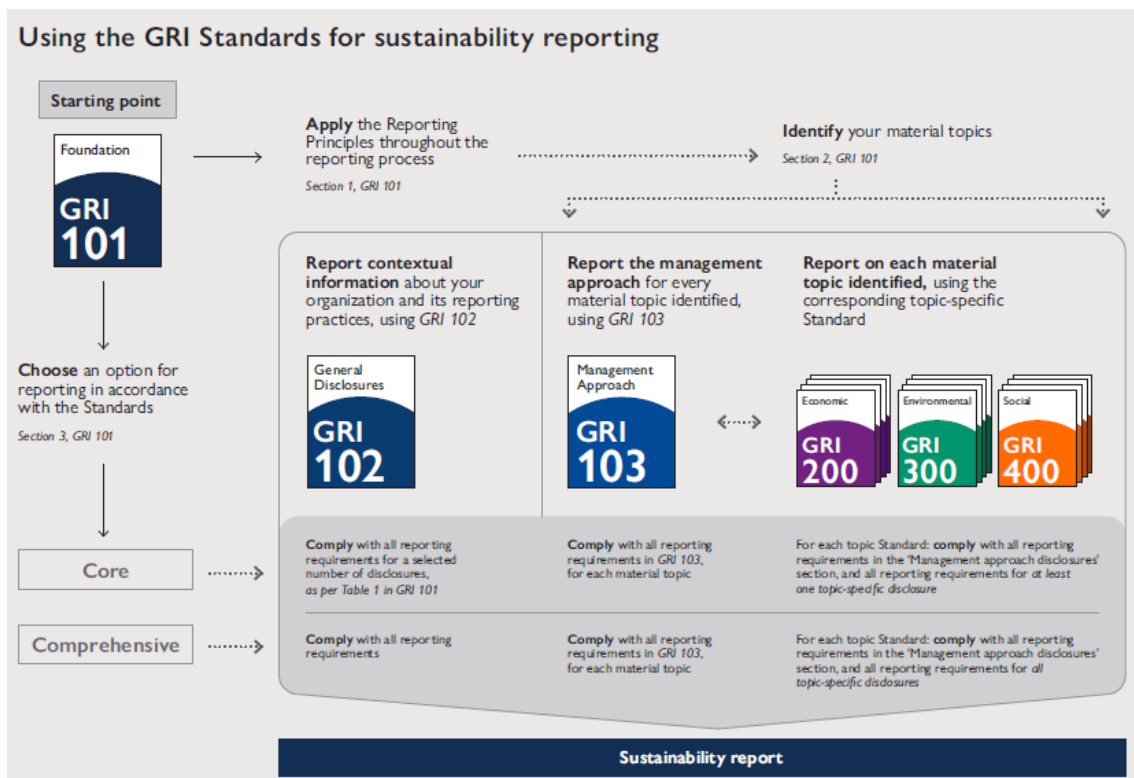 Using the GRI Standards for sustainability reporting
Starting point
Foundation
GRI
101
Apply the Reporting
Principles throughout the
reporting process
Section 1, GRI 101
Identify your material topics
Section 2, GRI 101
Choose an option for
reporting in accordance
with the Standards
Section 3, GRI 101
Report contextual
information about your
organization and its reporting
practices, using GRI 102
General
Disclosures
GRI
102
Report the management
approach for every
material topic identified,
using GRI 103
Management
Approach
GRI
103
Report on each material
topic identified, using the
corresponding topic-specific
Standard
Economic
GRI
200
Environmental
GRI
300
Social
GRI
400
Core
Comply with all reporting
requirements for a selected
number of disclosures,
as per Table 1 in GRI 101
Comply with all reporting
requirements in GRI 103,
for each material topic
For each topic Standard: comply with all reporting
requirements in the 'Management approach disclosures'
section, and all reporting requirements for at least
one topic-specific disclosure
Comprehensive
Comply with all reporting
requirements
Comply with all reporting
requirements in GRI 103,
for each material topic
For each topic Standard: comply with all reporting
requirements in the 'Management approach disclosures'
section, and all reporting requirements for all
topic-specific disclosures
Sustainability report